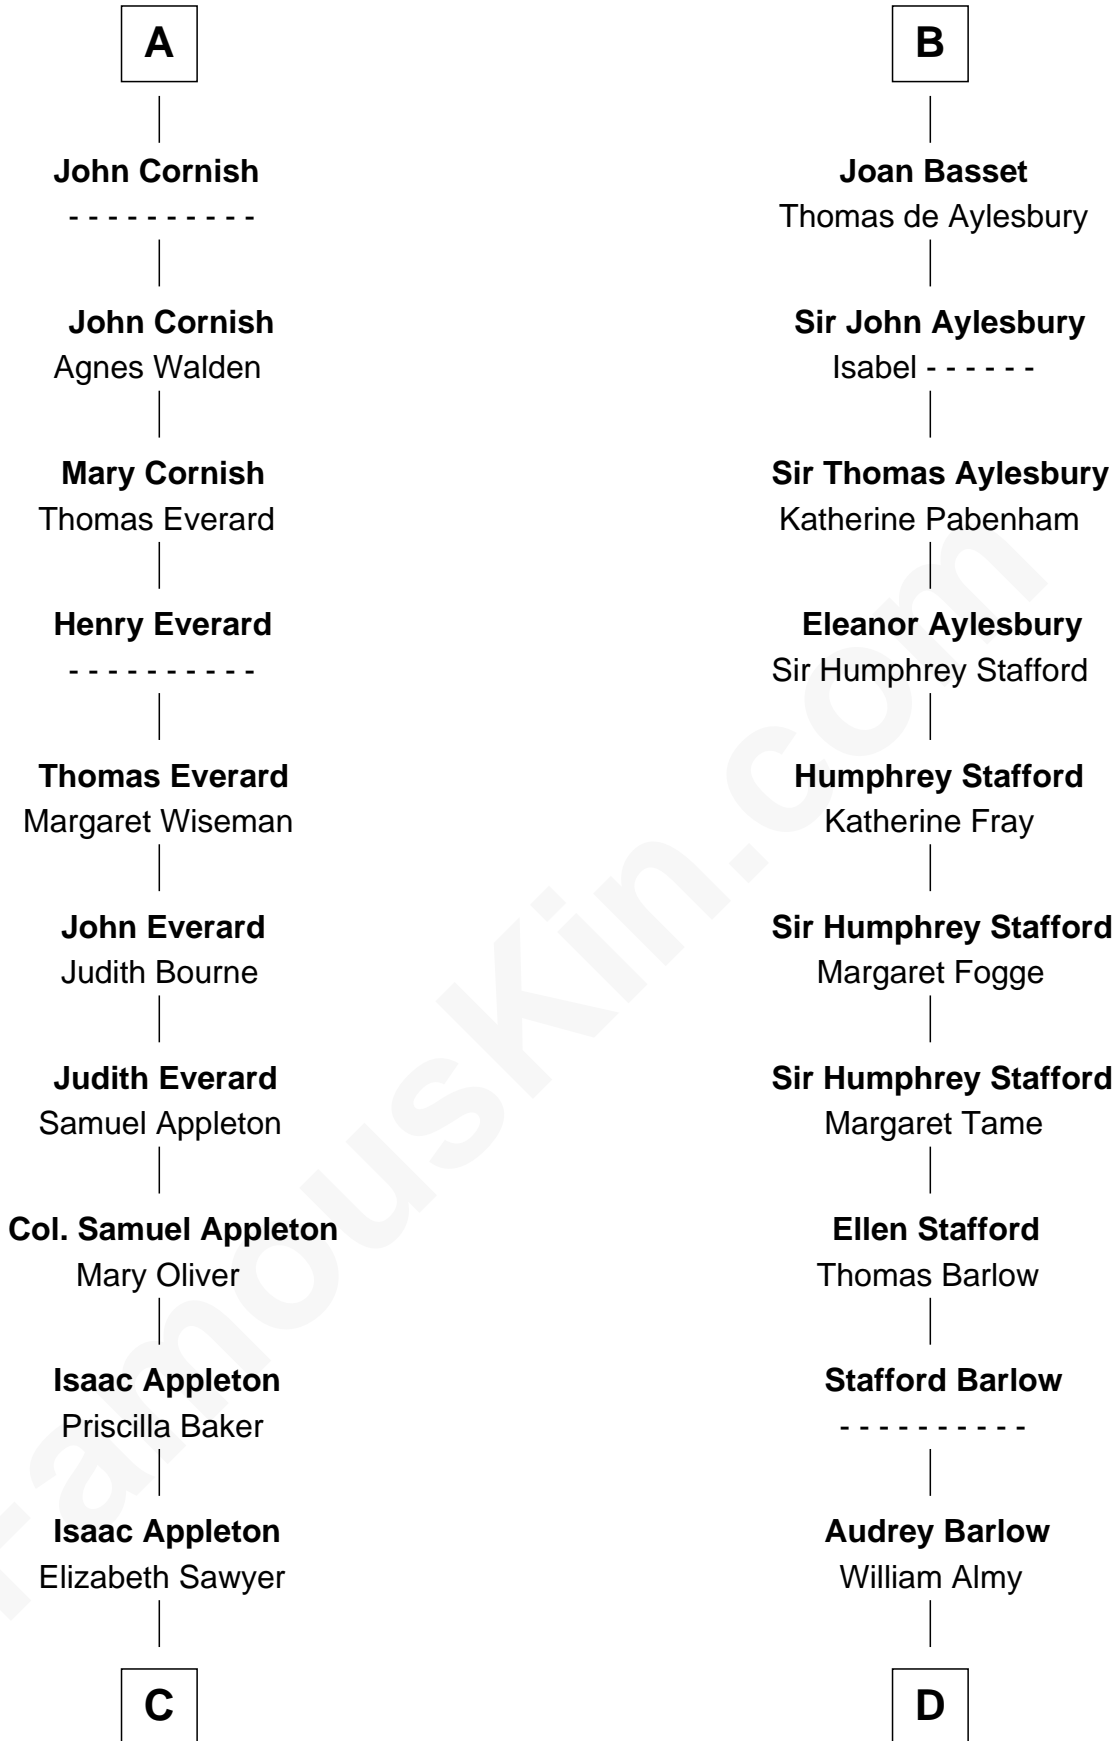 A
John Cornish
- - - - - - - - - -
John Cornish
Agnes Walden
Mary Cornish
Thomas Everard
Henry Everard
- - - - - - - - - -
Thomas Everard
Margaret Wiseman
John Everard
Judith Bourne
Judith Everard
Samuel Appleton
Col. Samuel Appleton
Mary Oliver
Isaac Appleton
Priscilla Baker
Isaac Appleton
Elizabeth Sawyer
C
B
Joan Basset
Thomas de Aylesbury
Sir John Aylesbury
Isabel - - - - - -
Sir Thomas Aylesbury
Katherine Pabenham
Eleanor Aylesbury
Sir Humphrey Stafford
Humphrey Stafford
Katherine Fray
Sir Humphrey Stafford
Margaret Fogge
Sir Humphrey Stafford
Margaret Tame
Ellen Stafford
Thomas Barlow
Stafford Barlow
- - - - - - - - - -
Audrey Barlow
William Almy
D
FamousKin.com